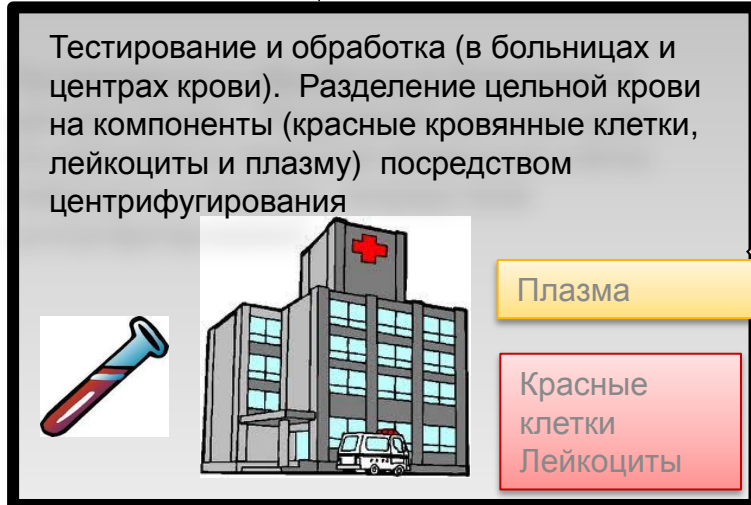 Тестирование и обработка (в больницах и
центрах крови). Разделение цельной крови
на компоненты (красные кровянные клетки,
лейкоциты и плазму) посредством
центрифугирования
Плазма
Красные
клетки
Лейкоциты